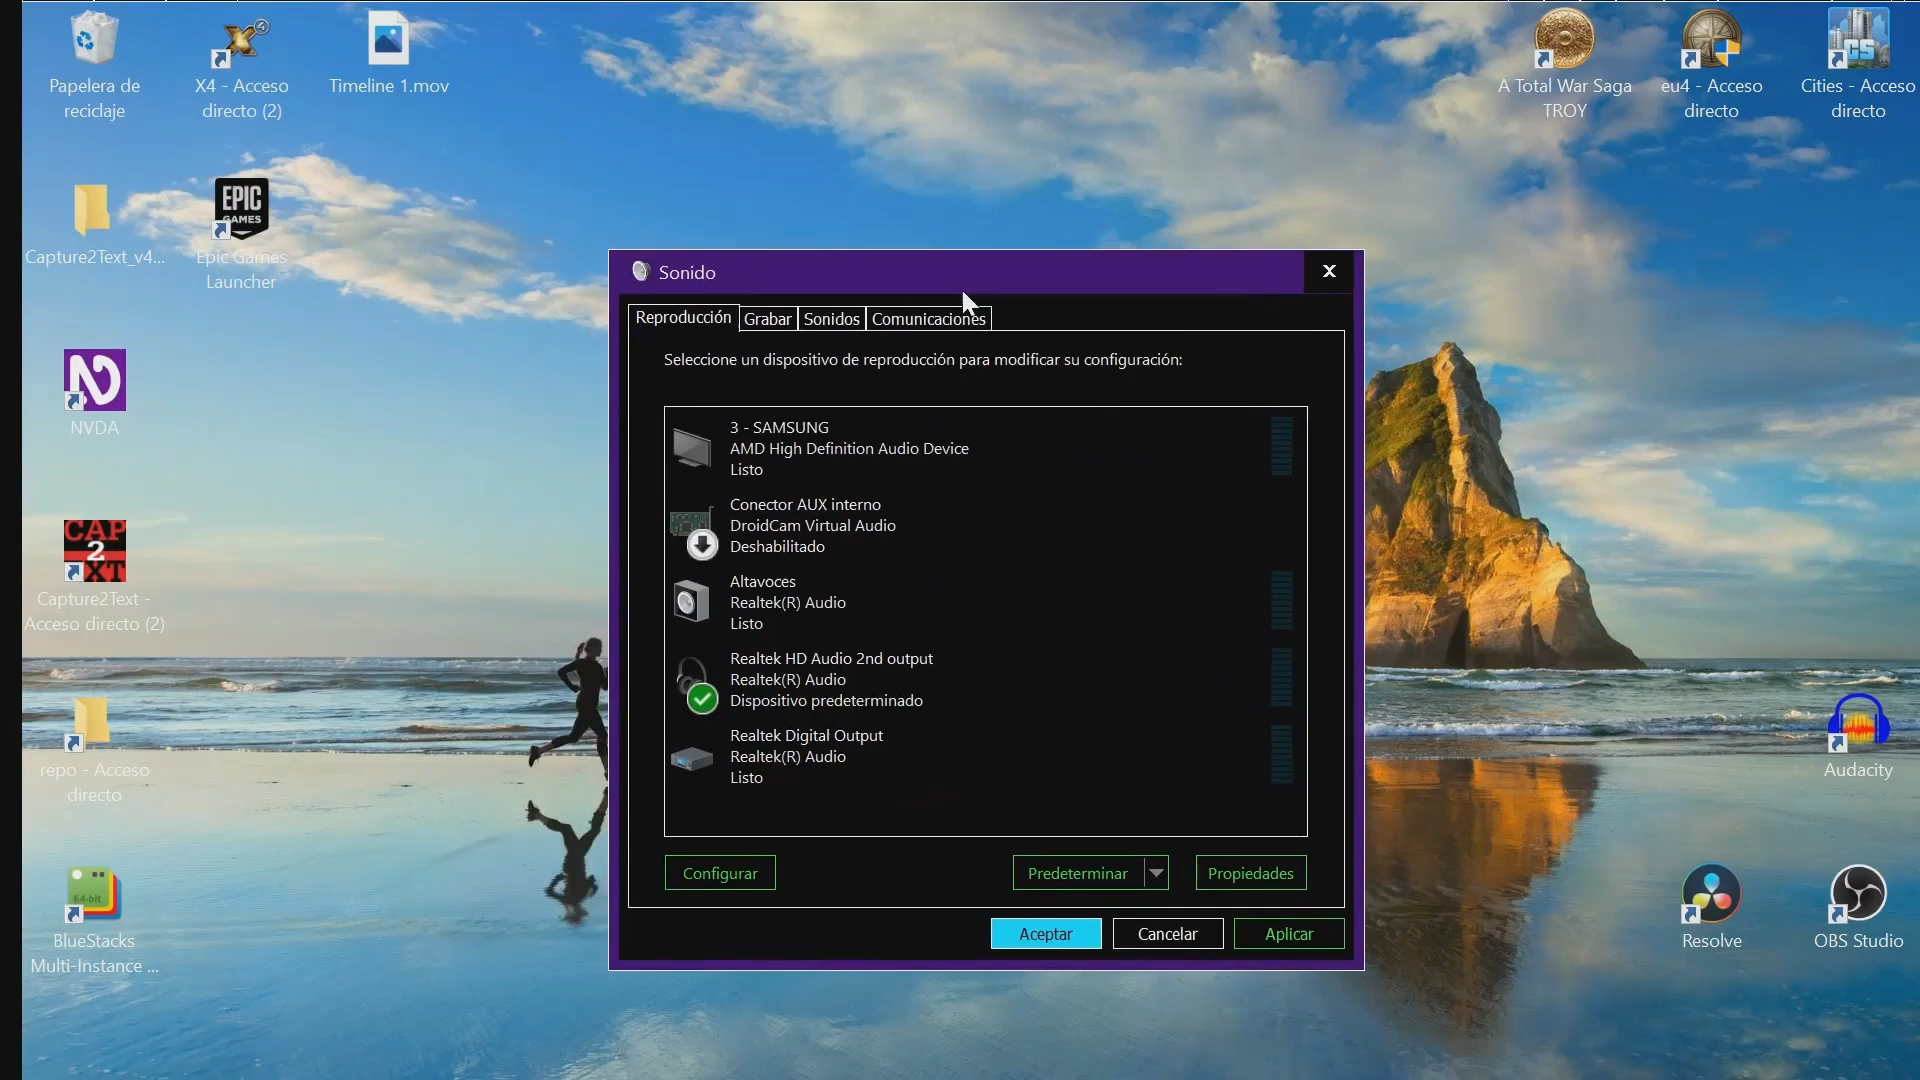 Papelera de
reciclaje
X4 - Acceso
directo (2)
Timeline 1.mov
A Total War Saga
TROY
eu4 - Acceso
directo
CS
Cities - Acceso
directo
Capture2Text_v4...
EPIC
GAMES
Epic Games
Launcher
NVDA
CAP
2
TXT
Capture2Text -
Acceso directo (2)
repo - Acceso
directo
64-bit
BlueStacks
Multi-Instance ...
Sonido
Reproducción
Grabar
Sonidos
Comunicaciones
Seleccione un dispositivo de reproducción para modificar su configuración:
3 - SAMSUNG
AMD High Definition Audio Device
Listo
Conector AUX interno
DroidCam Virtual Audio
Deshabilitado
Altavoces
Realtek(R) Audio
Listo
Realtek HD Audio 2nd output
Realtek(R) Audio
Dispositivo predeterminado
Realtek Digital Output
Realtek(R) Audio
Listo
Configurar
Predeterminar
Propiedades
Aceptar
Cancelar
Aplicar
Audacity
Resolve
OBS Studio